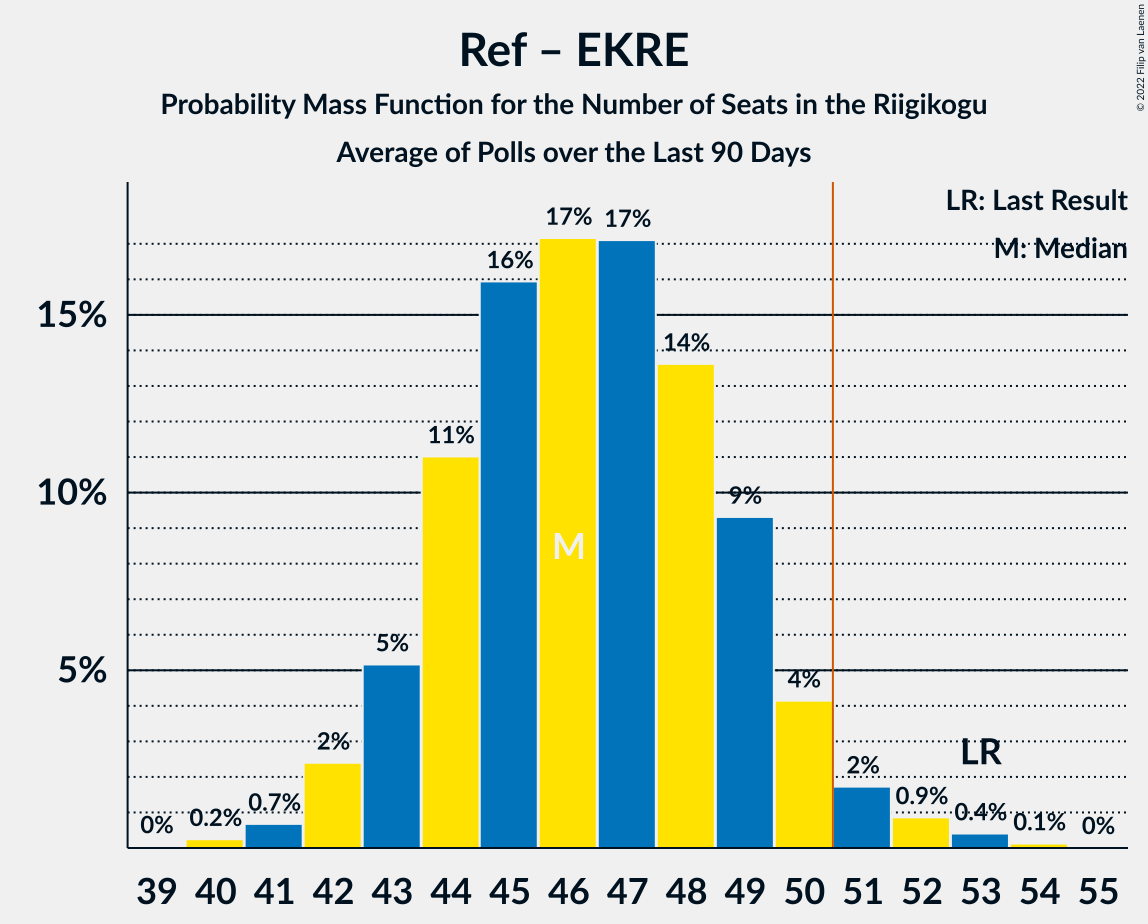 Ref – EKRE
Probability Mass Function for the Number of Seats in the Riigikogu
Average of Polls over the Last 90 Days
© 2022 Filip van Laenen
LR: Last Result
M: Median
15%
10%
5%
0%
0.2%
0.7%
2%
5%
11%
16%
17%
17%
14%
9%
4%
2%
0.9%
0.4%
0.1%
0%
M
LR
39 40 41 42 43 44 45 46 47 48 49 50 51 52 53 54 55